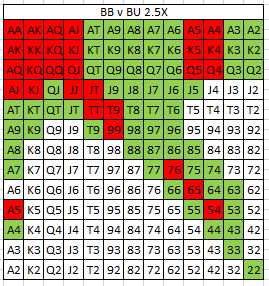 BB v BU 2.5X
AA AK AQ AJ AT A9 A8 A7 A6 A5 A4 A3 A2
AK KK KQ KJ KT K9 K8 K7 K6 K5 K4 K3 K2
AQ KQ QQ QJ QT Q9 Q8 Q7 Q6 Q5 Q4 Q3 Q2
AJ KJ QJ JJ JT J9 J8 J7 J6 J5 J4 J3 J2
AT KT QT JT TT T9 T8 T7 T6 T5 T4 T3 T2
A9 K9 Q9 J9 T9 99 98 97 96 95 94 93 92
A8 K8 Q8 J8 T8 98 88 87 86 85 84 83 82
A7 K7 Q7 J7 T7 97 87 77 76 75 74 73 72
A6 K6 Q6 J6 T6 96 86 76 66 65 64 63 62
A5 K5 Q5 J5 T5 95 85 75 65 55 54 53 52
A4 K4 Q4 J4 T4 94 84 74 64 54 44 43 42
A3 K3 Q3 J3 T3 93 83 73 63 53 43 33 32
A2 K2 Q2 J2 T2 92 82 72 62 52 42 32 22